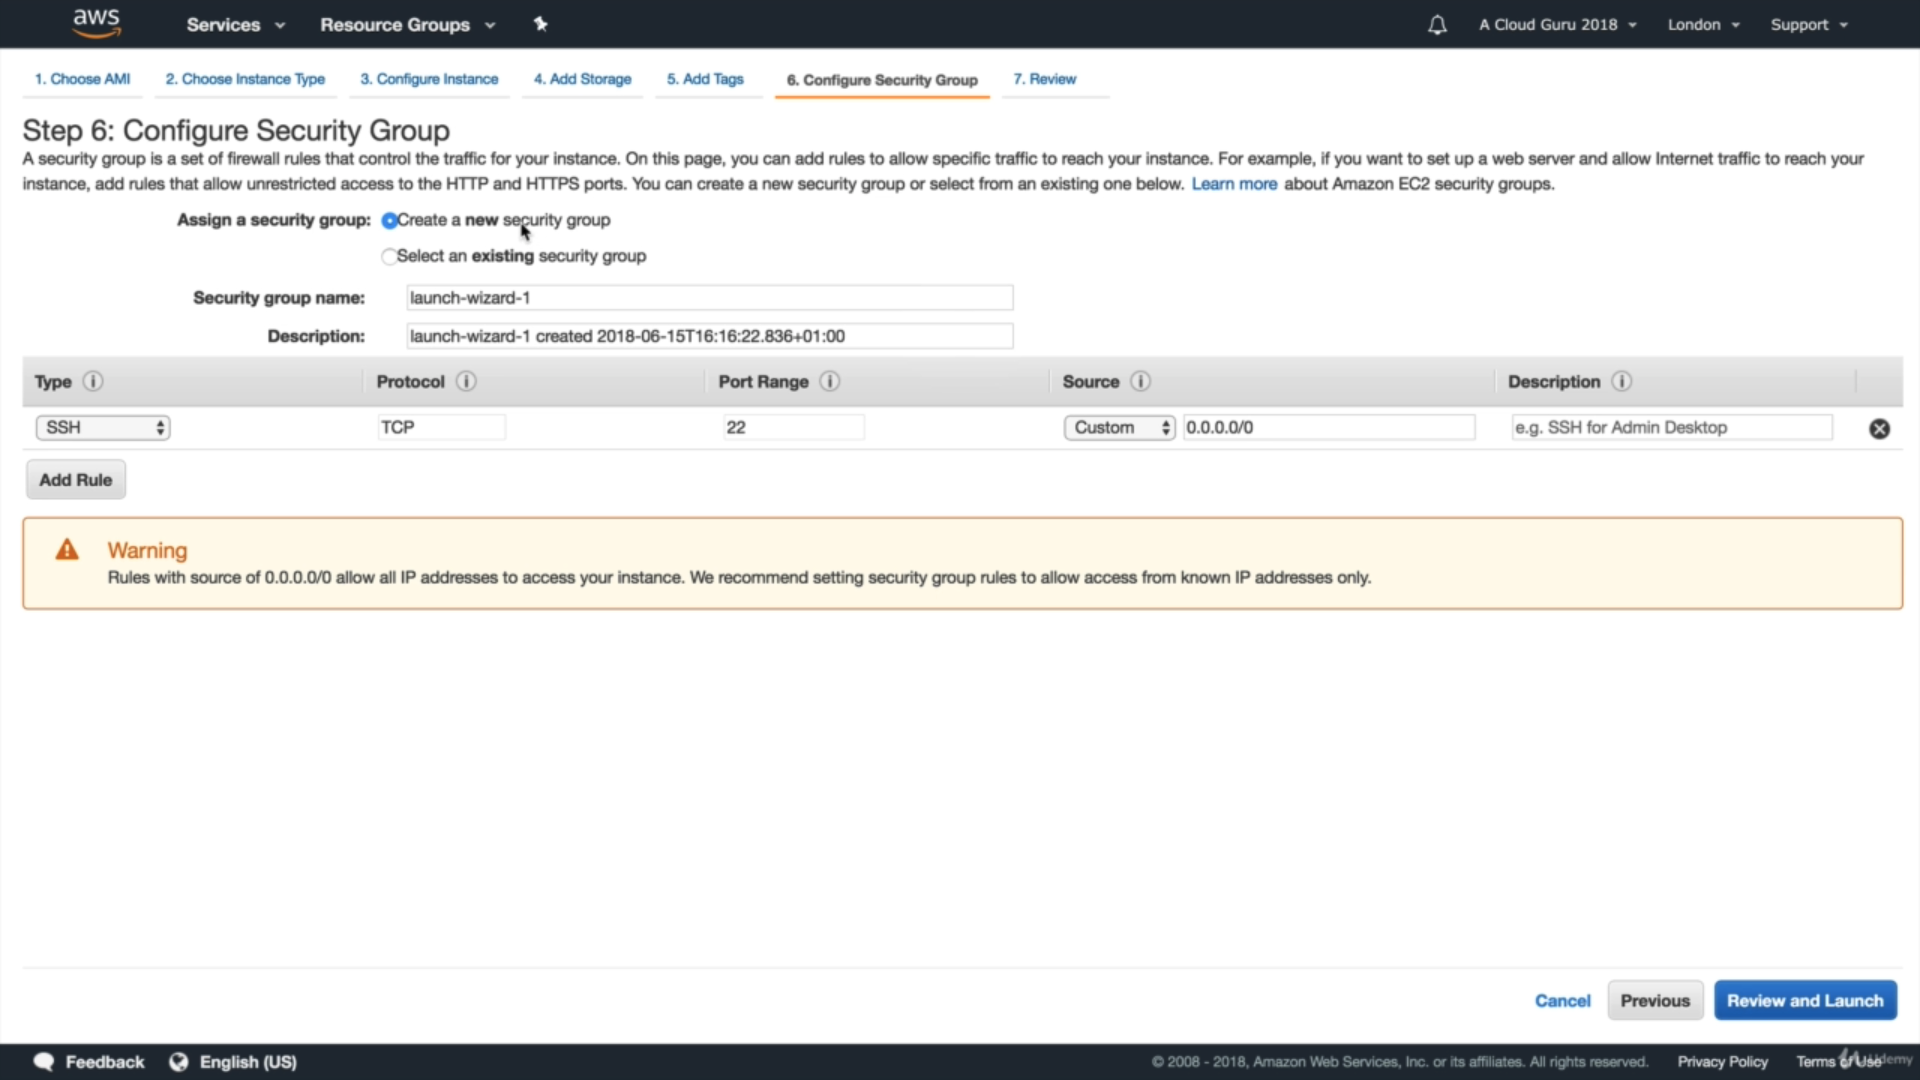 aws Services Resource Groups A Cloud Guru 2018 London Support
1. Choose AMI 2. Choose Instance Type 3. Configure Instance 4. Add Storage 5. Add Tags 6. Configure Security Group 7. Review
Step 6: Configure Security Group
A security group is a set of firewall rules that control the traffic for your instance. On this page, you can add rules to allow specific traffic to reach your instance. For example, if you want to set up a web server and allow Internet traffic to reach your
instance, add rules that allow unrestricted access to the HTTP and HTTPS ports. You can create a new security group or select from an existing one below. Learn more about Amazon EC2 security groups.
Assign a security group: Create a new security group
Select an existing security group
Security group name: launch-wizard-1
Description: launch-wizard-1 created 2018-06-15T16:16:22.836+01:00
Type Protocol Port Range Source Description
SSH TCP 22 Custom 0.0.0.0/0 e.g. SSH for Admin Desktop
Add Rule
Warning
Rules with source of 0.0.0.0/0 allow all IP addresses to access your instance. We recommend setting security group rules to allow access from known IP addresses only.
Cancel Previous Review and Launch
Feedback English (US) © 2008 - 2018, Amazon Web Services, Inc. or its affiliates. All rights reserved. Privacy Policy Terms of Use